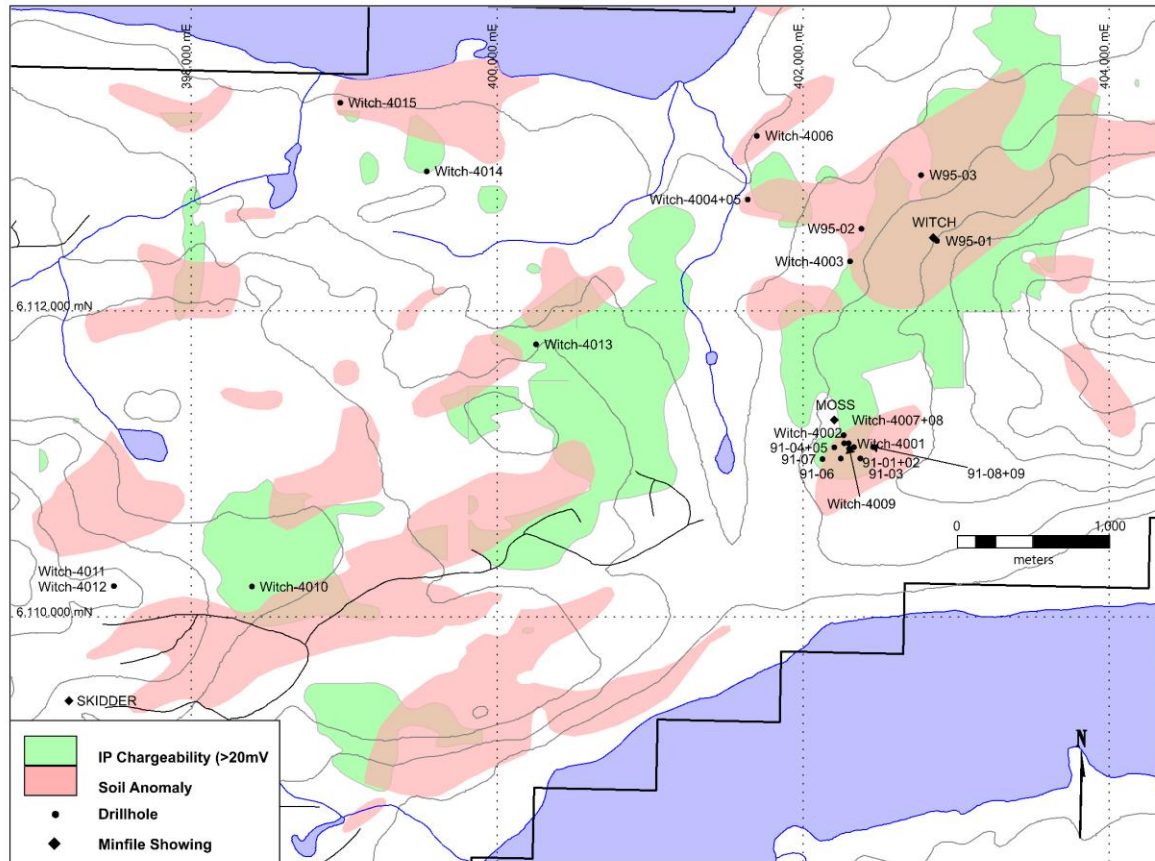 398,000 mE
400,000 mE
402,000 mE
404,000 mE
Witch-4015
Witch-4006
Witch-4014
W95-03
Witch-4004+05
WITCH
W95-02
W95-01
Witch-4003
6,112,000 mN
Witch-4013
MOSS
Witch-4007+08
Witch-4002
Witch-4001
91-04+05
91-07
91-01+02
91-06
91-03
91-08+09
Witch-4009
0
1,000
meters
Witch-4011
Witch-4012
Witch-4010
6,110,000 mN
SKIDDER
N
IP Chargeability (>20mV
Soil Anomaly
Drillhole
Minfile Showing